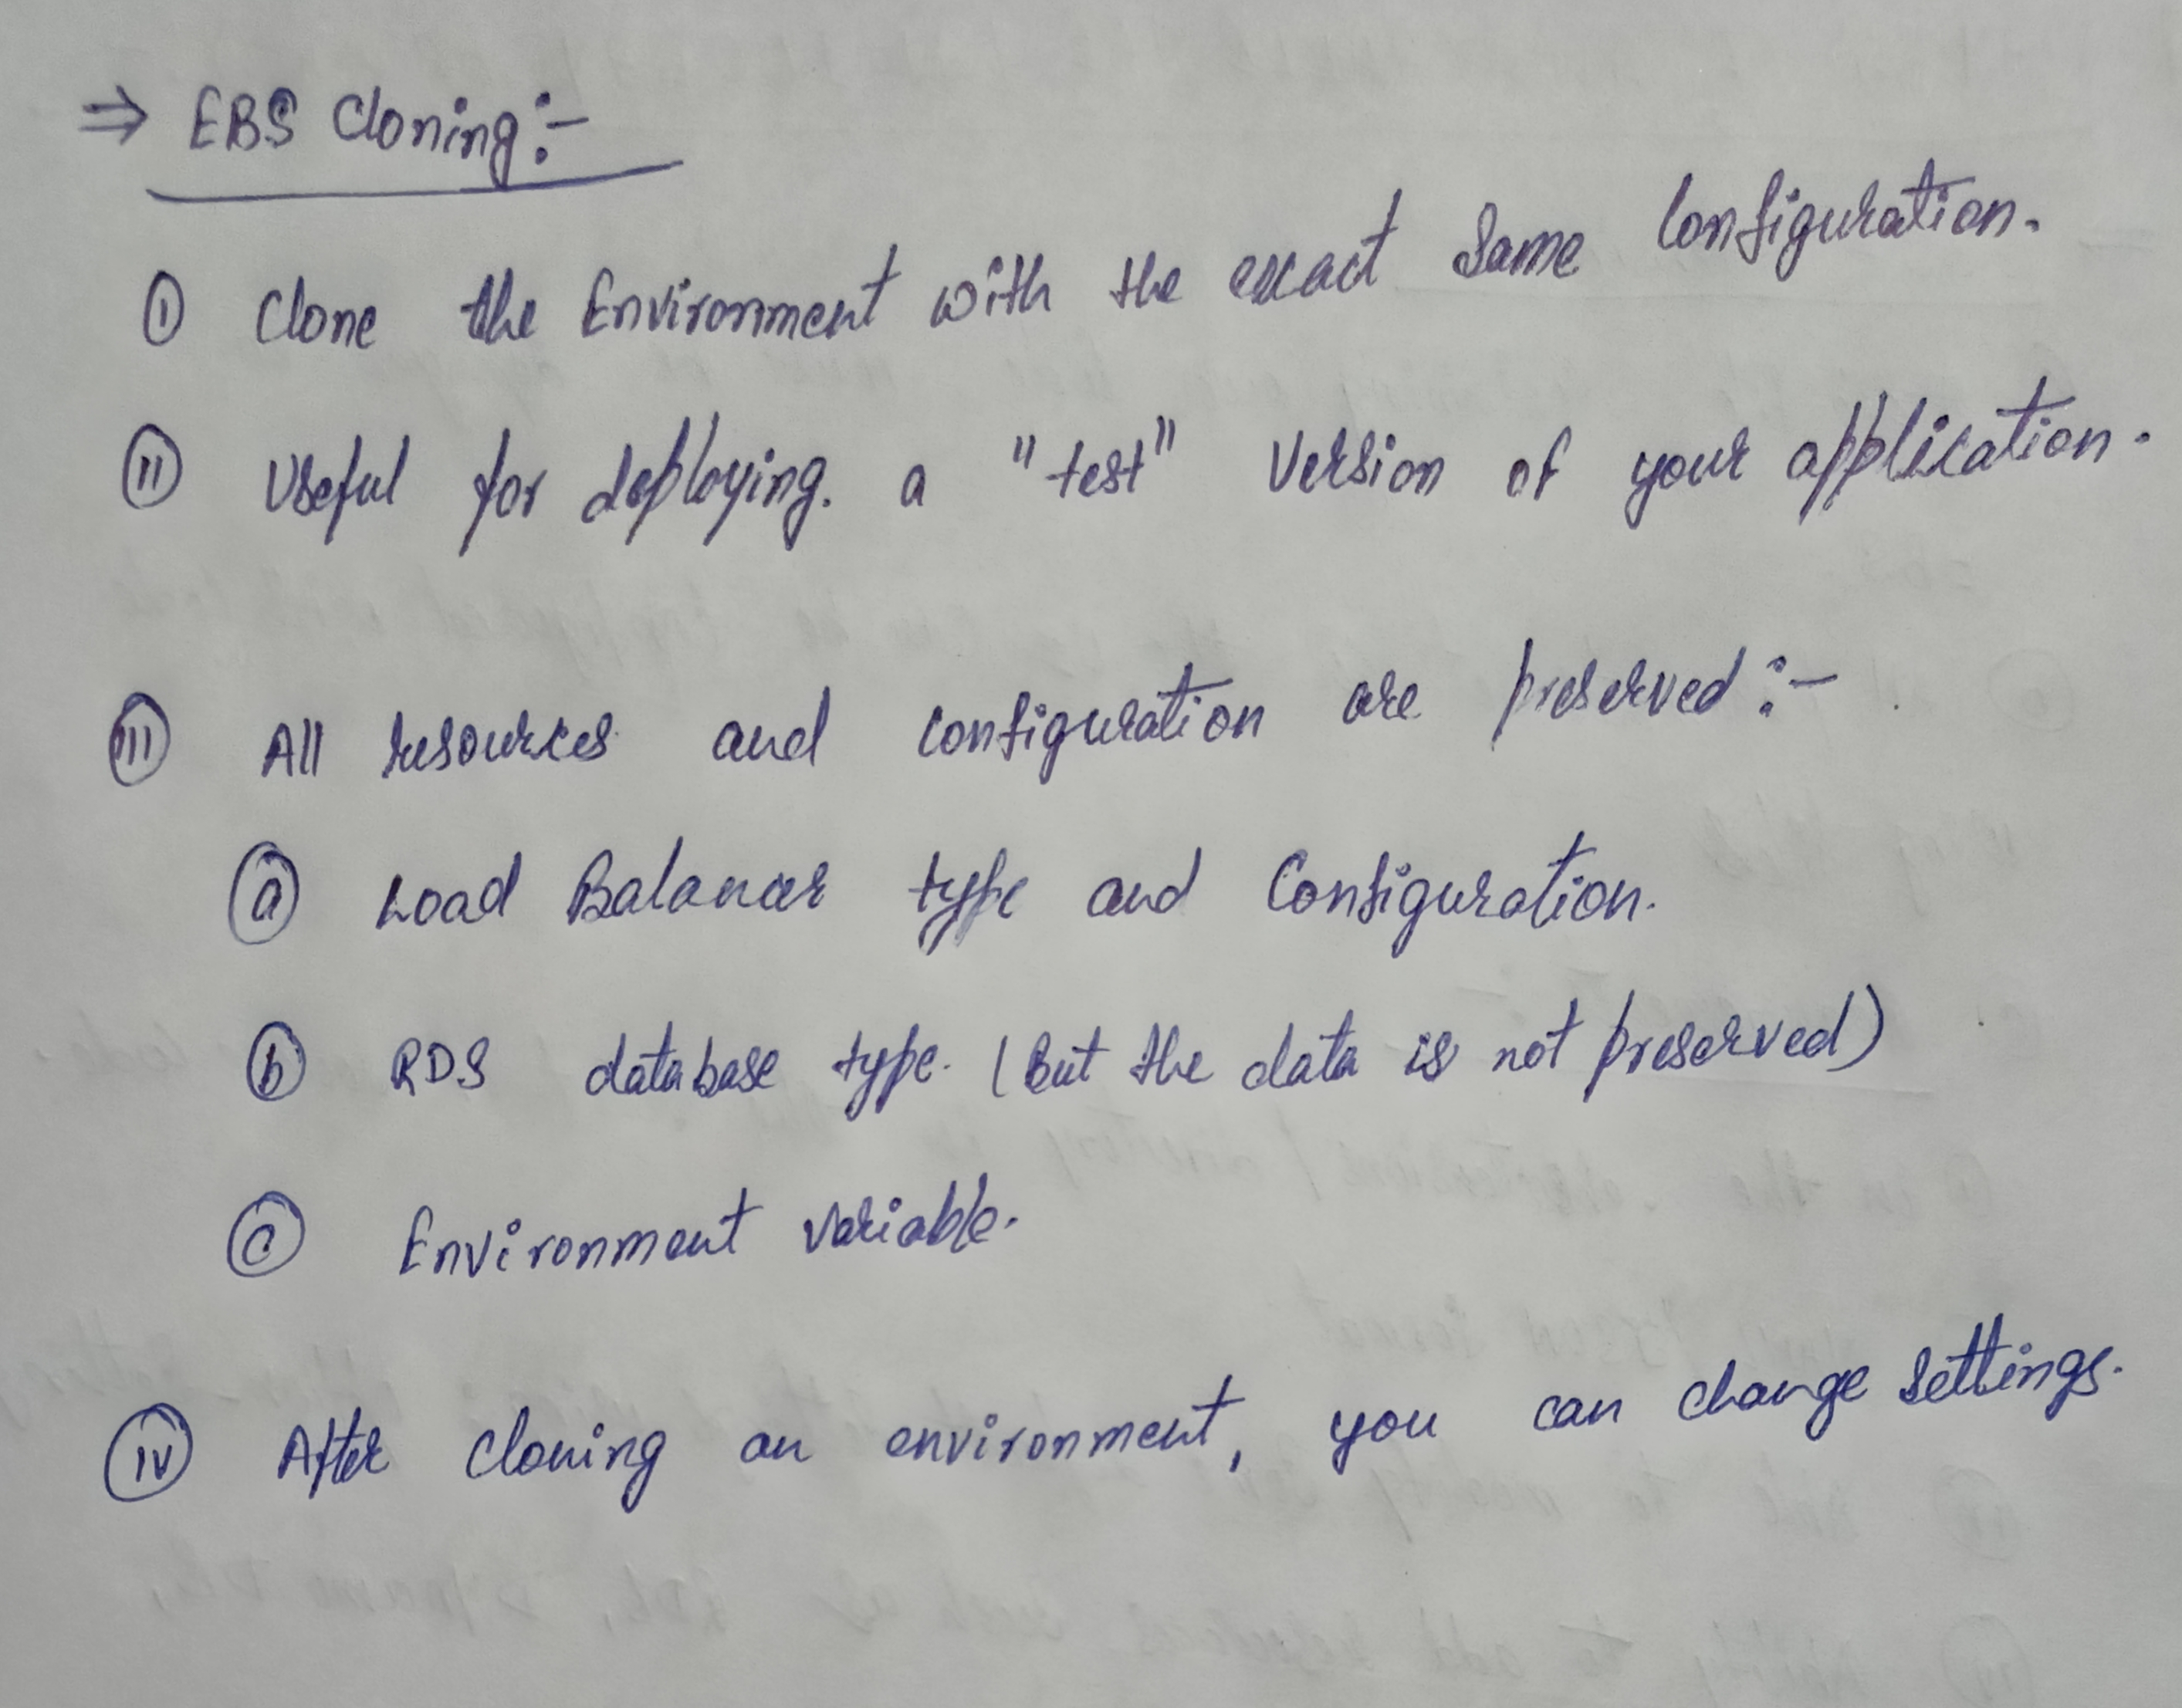 ⇒ EBS Cloning:-
(i) Clone the Environment with the exact same Configuration.
(ii) Useful for deploying. a "test" Version of your application.
(iii) All resources and configuration are preserved:-
(a) Load Balancer type and Configuration.
(b) RDS database type. (But the data is not preserved)
(c) Environment variable.
(iv) After cloning an environment, you can change settings.